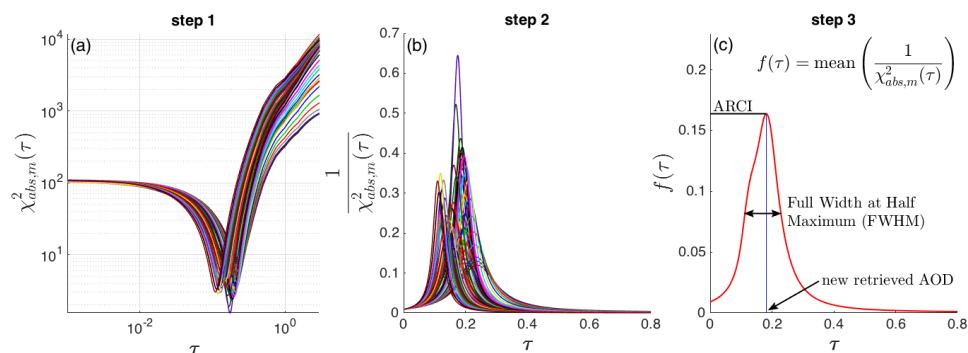 step 1
(a)
10^4
10^3
10^2
10^1
10^-2
10^0
χ²_abs,m(τ)
τ
step 2
(b)
0.7
0.6
0.5
0.4
0.3
0.2
0.1
0
0
0.2
0.4
0.6
0.8
1
χ²_abs,m(τ)
τ
step 3
(c)
f(τ) = mean ( 1 / χ²_abs,m(τ) )
ARCI
0.2
0.15
0.1
0.05
0
Full Width at Half
Maximum (FWHM)
new retrieved AOD
0
0.2
0.4
0.6
0.8
f(τ)
τ